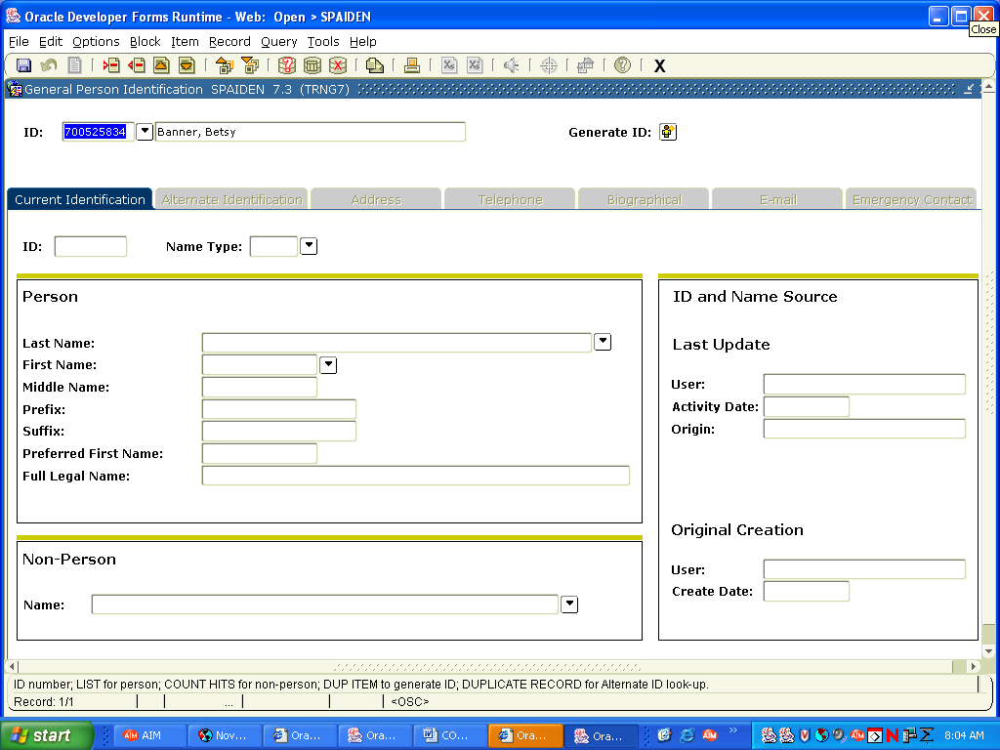 Oracle Developer Forms Runtime - Web: Open > SPAIDEN
Close
File Edit Options Block Item Record Query Tools Help
X
General Person Identification SPAIDEN 7.3 (TRNG7)
ID: 700525834 Banner, Betsy Generate ID:
Current Identification Alternate Identification Address Telephone Biographical E-mail Emergency Contact
ID: Name Type:
Person
Last Name:
First Name:
Middle Name:
Prefix:
Suffix:
Preferred First Name:
Full Legal Name:
ID and Name Source
Last Update
User:
Activity Date:
Origin:
Original Creation
User:
Create Date:
Non-Person
Name:
ID number; LIST for person; COUNT HITS for non-person; DUP ITEM to generate ID; DUPLICATE RECORD for Alternate ID look-up.
Record: 1/1 ... <OSC>
start AIM Nov... Ora... Ora... CO... Ora... Ora... 8:04 AM